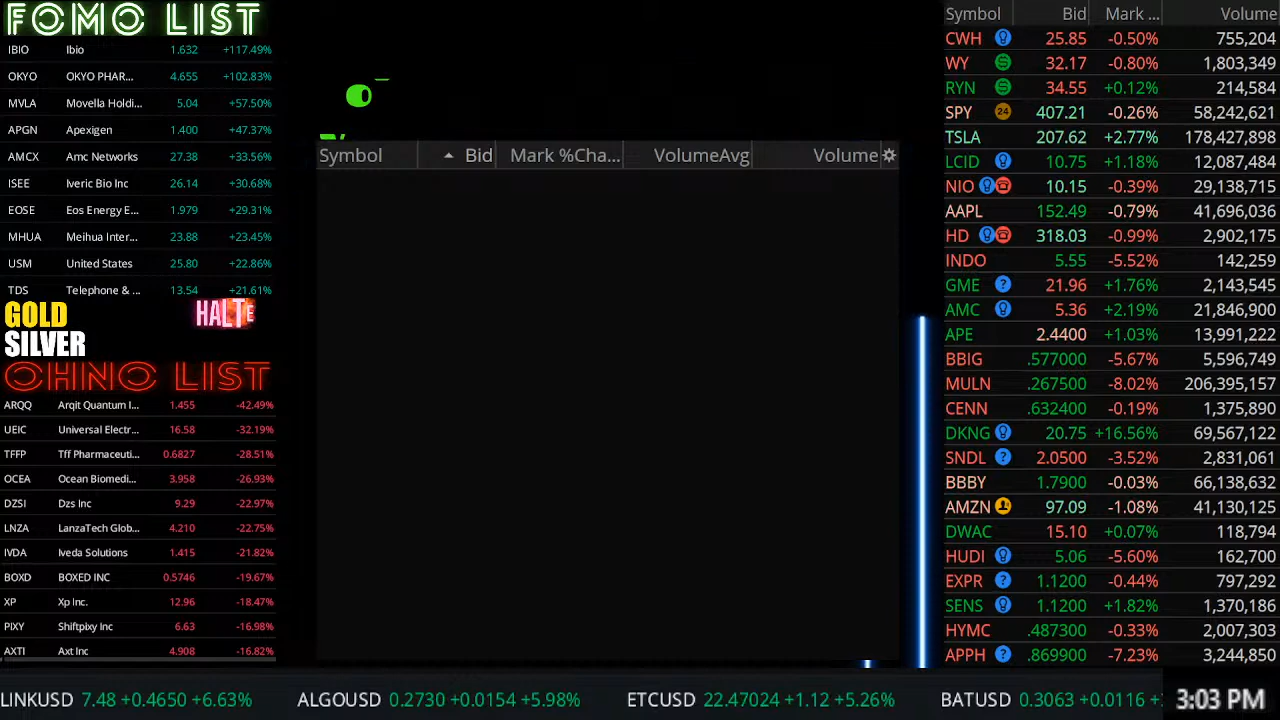 FOMO LIST
IBIO Ibio 1.632 +117.49%
OKYO OKYO PHAR... 4.655 +102.83%
MVLA Movella Holdi... 5.04 +57.50%
APGN Apexigen 1.400 +47.37%
AMCX Amc Networks 27.38 +33.56%
ISEE Iveric Bio Inc 26.14 +30.68%
EOSE Eos Energy E... 1.979 +29.31%
MHUA Meihua Inter... 23.88 +23.45%
USM United States 25.80 +22.86%
TDS Telephone & ... 13.54 +21.61%
GOLD HALTE
SILVER
OHNO LIST
ARQQ Arqit Quantum I... 1.455 -42.49%
UEIC Universal Electr... 16.58 -32.19%
TFFP Tff Pharmaceuti... 0.6827 -28.51%
OCEA Ocean Biomedi... 3.958 -26.93%
DZSI Dzs Inc 9.29 -22.97%
LNZA LanzaTech Glob... 4.210 -22.75%
IVDA Iveda Solutions 1.415 -21.82%
BOXD BOXED INC 0.5746 -19.67%
XP Xp Inc. 12.96 -18.47%
PIXY Shiftpixy Inc 6.63 -16.98%
AXTI Axt Inc 4.908 -16.82%
Symbol Bid Mark %Cha... VolumeAvg Volume
Symbol Bid Mark ... Volume
CWH 25.85 -0.50% 755,204
WY 32.17 -0.80% 1,803,349
RYN 34.55 +0.12% 214,584
SPY 24 407.21 -0.26% 58,242,621
TSLA 207.62 +2.77% 178,427,898
LCID 10.75 +1.18% 12,087,484
NIO 10.15 -0.39% 29,138,715
AAPL 152.49 -0.79% 41,696,036
HD 318.03 -0.99% 2,902,175
INDO 5.55 -5.52% 142,259
GME ? 21.96 +1.76% 2,143,545
AMC 5.36 +2.19% 21,846,900
APE 2.4400 +1.03% 13,991,222
BBIG .577000 -5.67% 5,596,749
MULN .267500 -8.02% 206,395,157
CENN .632400 -0.19% 1,375,890
DKNG 20.75 +16.56% 69,567,122
SNDL ? 2.0500 -3.52% 2,831,061
BBBY 1.7900 -0.03% 66,138,632
AMZN 97.09 -1.08% 41,130,125
DWAC 15.10 +0.07% 118,794
HUDI 5.06 -5.60% 162,700
EXPR ? 1.1200 -0.44% 797,292
SENS 1.1200 +1.82% 1,370,186
HYMC .487300 -0.33% 2,007,303
APPH ? .869900 -7.23% 3,244,850
LINKUSD 7.48 +0.4650 +6.63% ALGOUSD 0.2730 +0.0154 +5.98% ETCUSD 22.47024 +1.12 +5.26% BATUSD 0.3063 +0.0116 3:03 PM